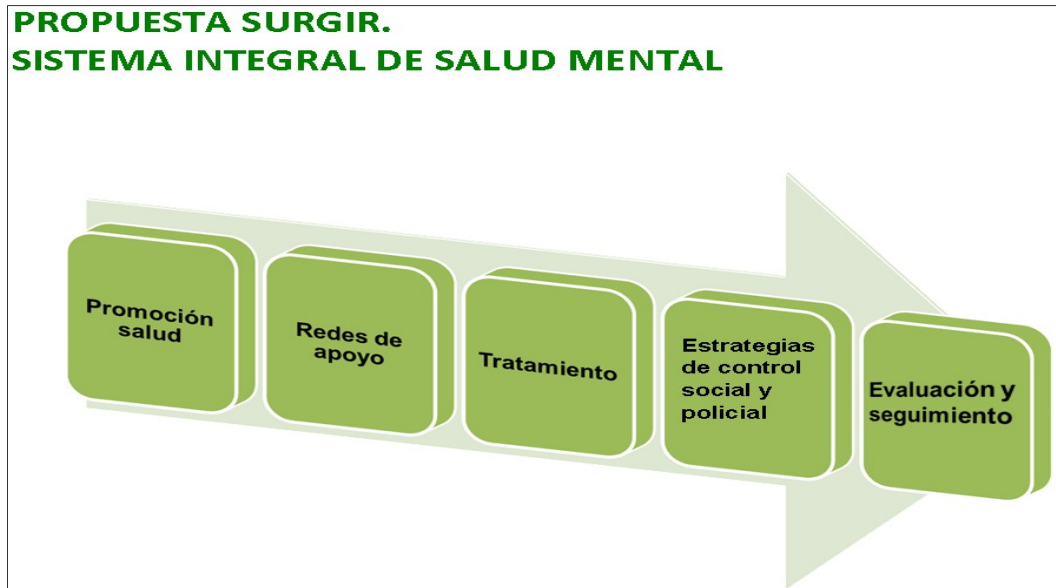 PROPUESTA SURGIR.
SISTEMA INTEGRAL DE SALUD MENTAL
Promoción
salud
Redes de
apoyo
Tratamiento
Estrategias
de control
social y
policial
Evaluación y
seguimiento